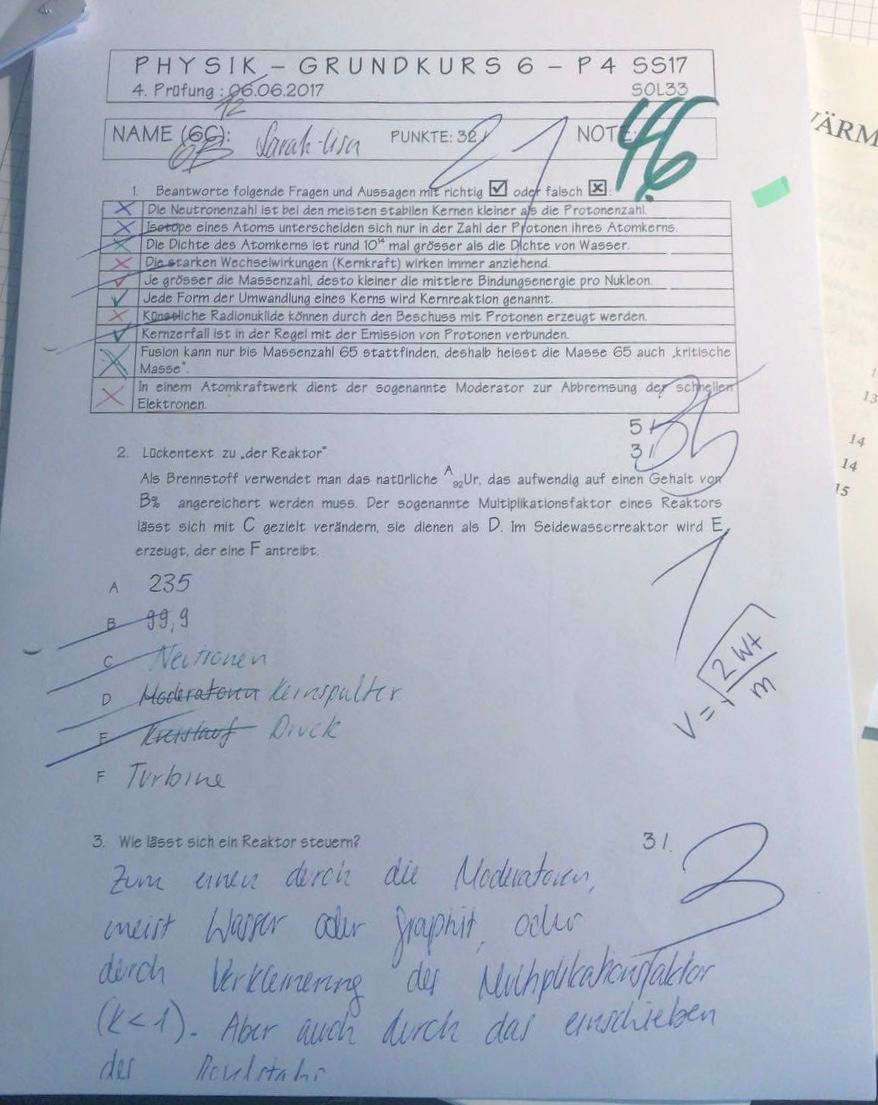 PHYSIK – GRUNDKURS 6 – P4 SS17
4. Prüfung : 06.06.2017 SOL33
12
NAME (6C): Sarah-Lisa PUNKTE: 32/ 21 NOTE: 4,6
6B
1. Beantworte folgende Fragen und Aussagen mit richtig ☑ oder falsch ☒:
Die Neutronenzahl ist bei den meisten stabilen Kernen kleiner als die Protonenzahl.
Isotope eines Atoms unterscheiden sich nur in der Zahl der Protonen ihres Atomkerns.
Die Dichte des Atomkerns ist rund 10¹⁴ mal grösser als die Dichte von Wasser.
Die starken Wechselwirkungen (Kernkraft) wirken immer anziehend.
Je grösser die Massenzahl, desto kleiner die mittlere Bindungsenergie pro Nukleon.
Jede Form der Umwandlung eines Kerns wird Kernreaktion genannt.
Künstliche Radionuklide können durch den Beschuss mit Protonen erzeugt werden.
Kernzerfall ist in der Regel mit der Emission von Protonen verbunden.
Fusion kann nur bis Massenzahl 65 stattfinden, deshalb heisst die Masse 65 auch „kritische
Masse“.
In einem Atomkraftwerk dient der sogenannte Moderator zur Abbremsung der schnellen
Elektronen.
5/ 3,5
2. Lückentext zu „der Reaktor“ 3/
Als Brennstoff verwendet man das natürliche ᴬ₉₂Ur, das aufwendig auf einen Gehalt von
B% angereichert werden muss. Der sogenannte Multiplikationsfaktor eines Reaktors
lässt sich mit C gezielt verändern, sie dienen als D. Im Seidewasserreaktor wird E
erzeugt, der eine F antreibt.
1
A 235
B 99,9
C Neutronen
D Moderatoren Kernspalter
E Kreislauf Druck
F Turbine
V = √2Wt/m
3. Wie lässt sich ein Reaktor steuern? 3/ 3
Zum einen durch die Moderatoren,
meist Wasser oder Graphit, oder
durch Verkleinerung des Multiplikationsfaktor
(k<1). Aber auch durch das einschieben
der
WÄRM
13
14
14
15